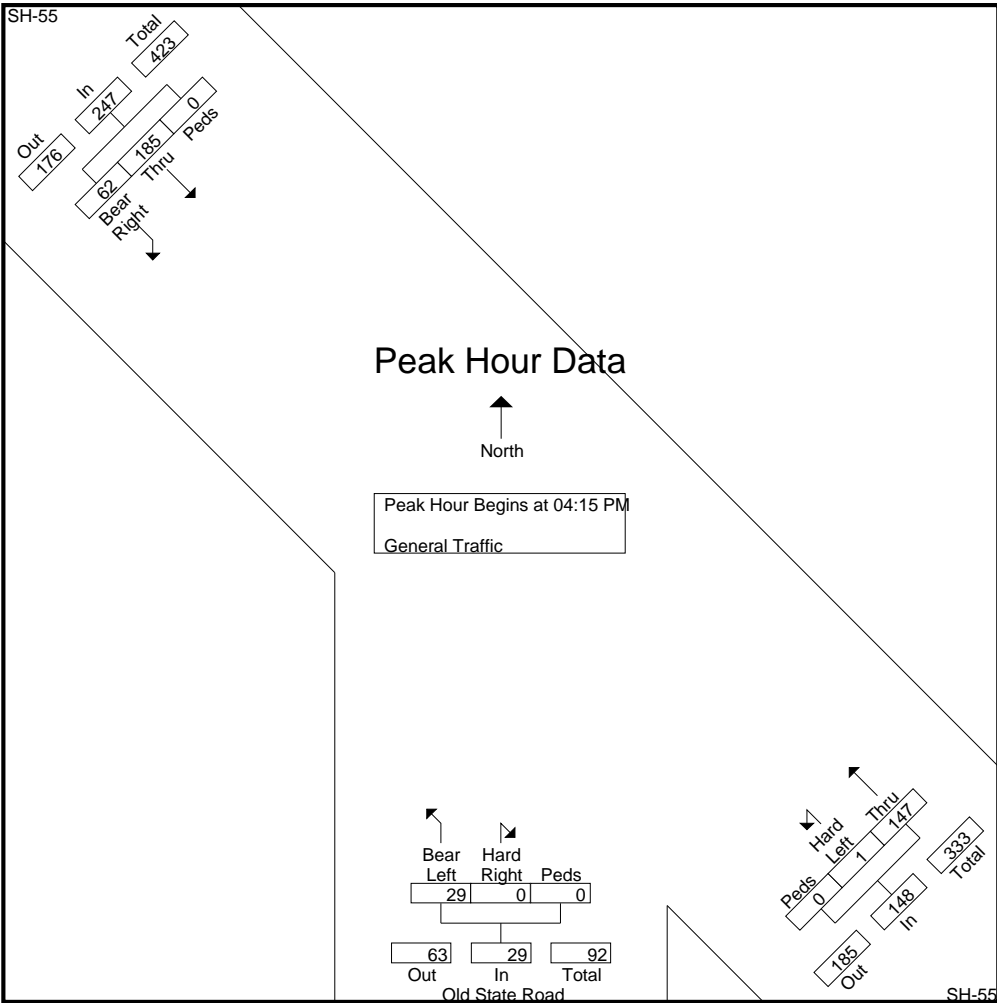 SH-55
Total
423
In
247
Out
176
0
Peds
185
Thru
62
Bear
Right
Peak Hour Data
North
Peak Hour Begins at 04:15 PM
General Traffic
Thru
147
Hard
Left
1
Peds
0
333
Total
148
In
185
Out
Bear Hard
Left Right Peds
29 0 0
63 29 92
Out In Total
Old State Road
SH-55